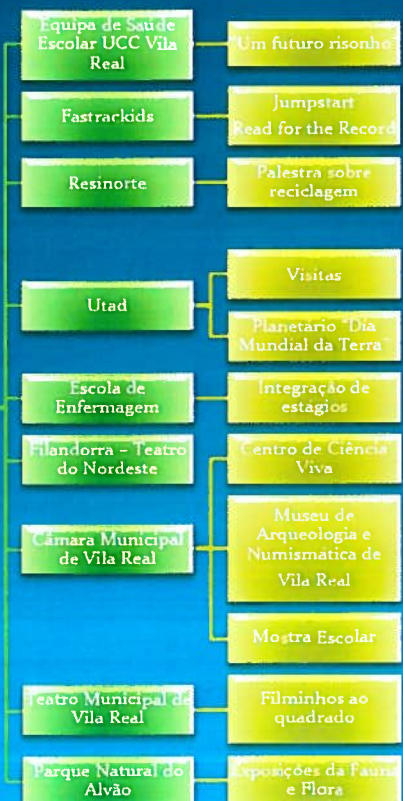 Equipa de Saúde
Escolar UCC Vila
Real
"Um futuro risonho"
Fastrackids
Jumpstart
Read for the Record
Resinorte
Palestra sobre
reciclagem
Utad
Visitas
Planetário "Dia
Mundial da Terra"
Escola de
Enfermagem
Integração de
estágios
Filandorra – Teatro
do Nordeste
Câmara Municipal
de Vila Real
Centro de Ciência
Viva
Museu de
Arqueologia e
Numismática de
Vila Real
Mostra Escolar
Teatro Municipal de
Vila Real
Filminhos ao
quadrado
Parque Natural do
Alvão
Exposições da Fauna
e Flora